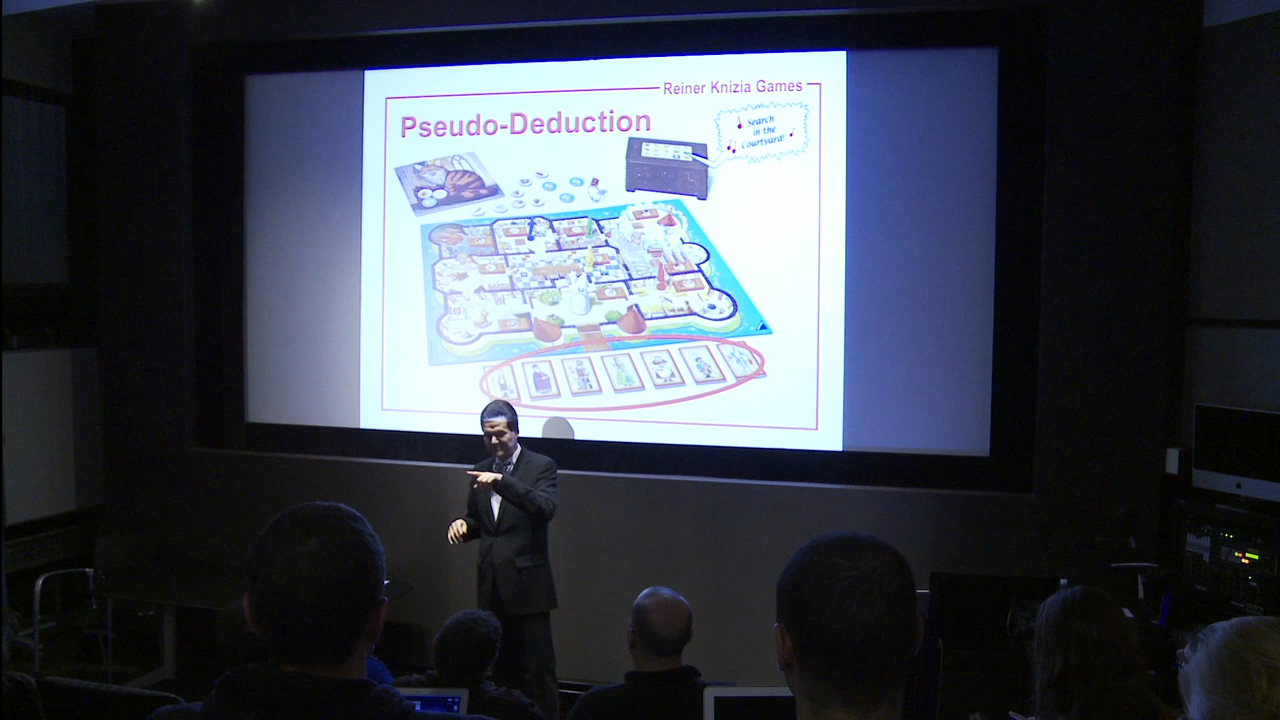 Reiner Knizia Games
Pseudo-Deduction
Search
in the
Courtyard!